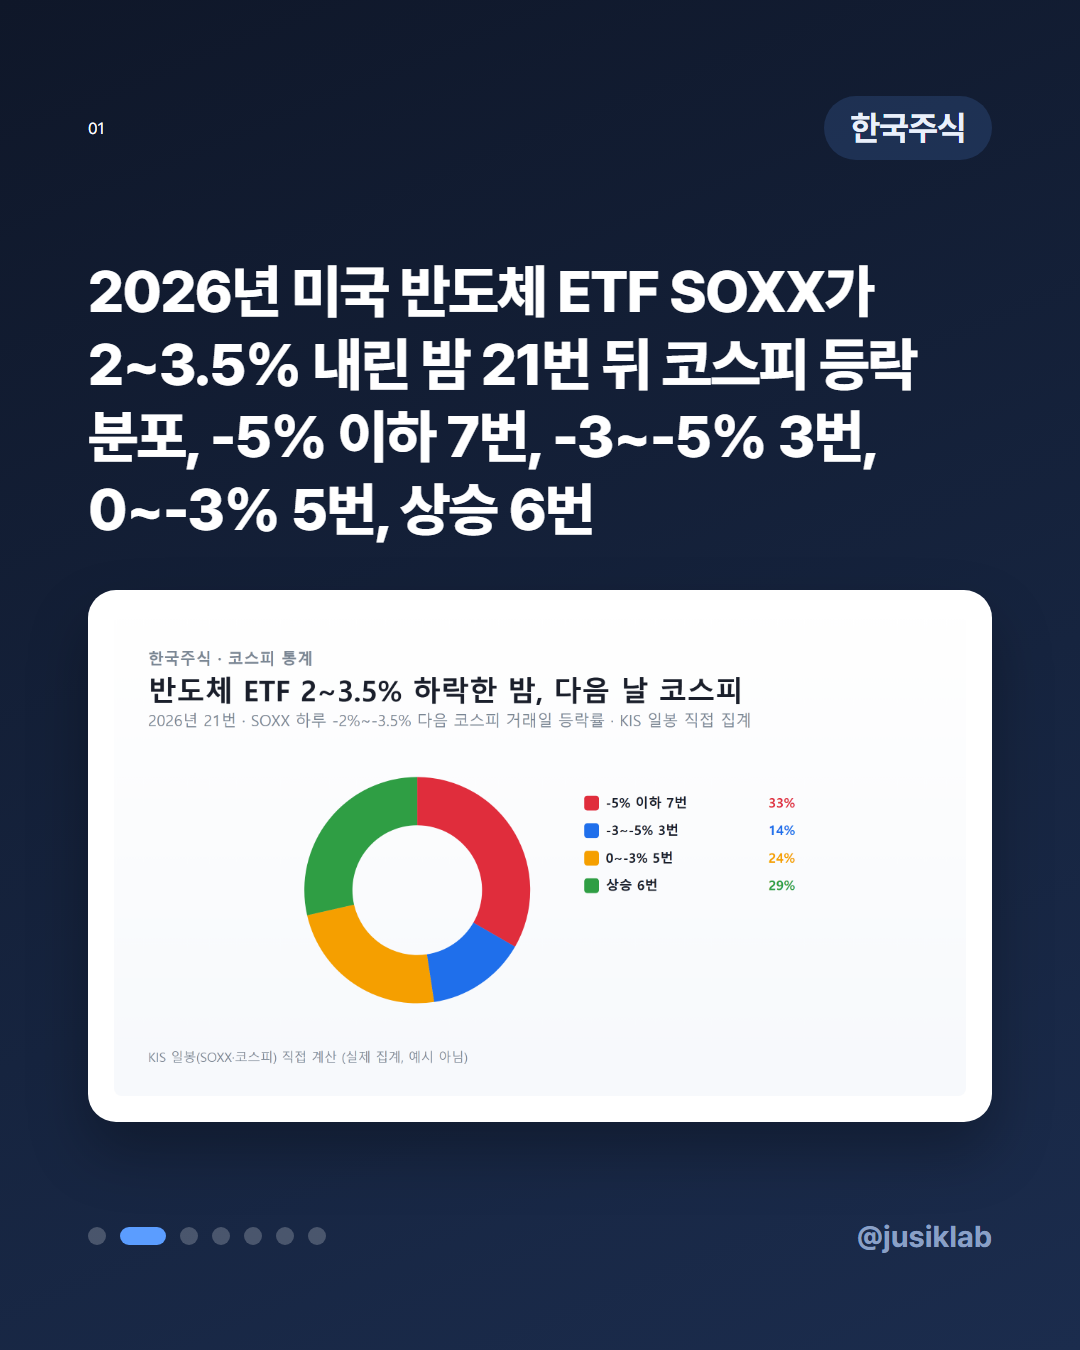 01
한국주식
2026년 미국 반도체 ETF SOXX가
2~3.5% 내린 밤 21번 뒤 코스피 등락
분포, -5% 이하 7번, -3~-5% 3번,
0~-3% 5번, 상승 6번
한국주식 · 코스피 통계
반도체 ETF 2~3.5% 하락한 밤, 다음 날 코스피
2026년 21번 · SOXX 하루 -2%~-3.5% 다음 코스피 거래일 등락률 · KIS 일봉 직접 집계
-5% 이하 7번 33%
-3~-5% 3번 14%
0~-3% 5번 24%
상승 6번 29%
KIS 일봉(SOXX·코스피) 직접 계산 (실제 집계, 예시 아님)
@jusiklab